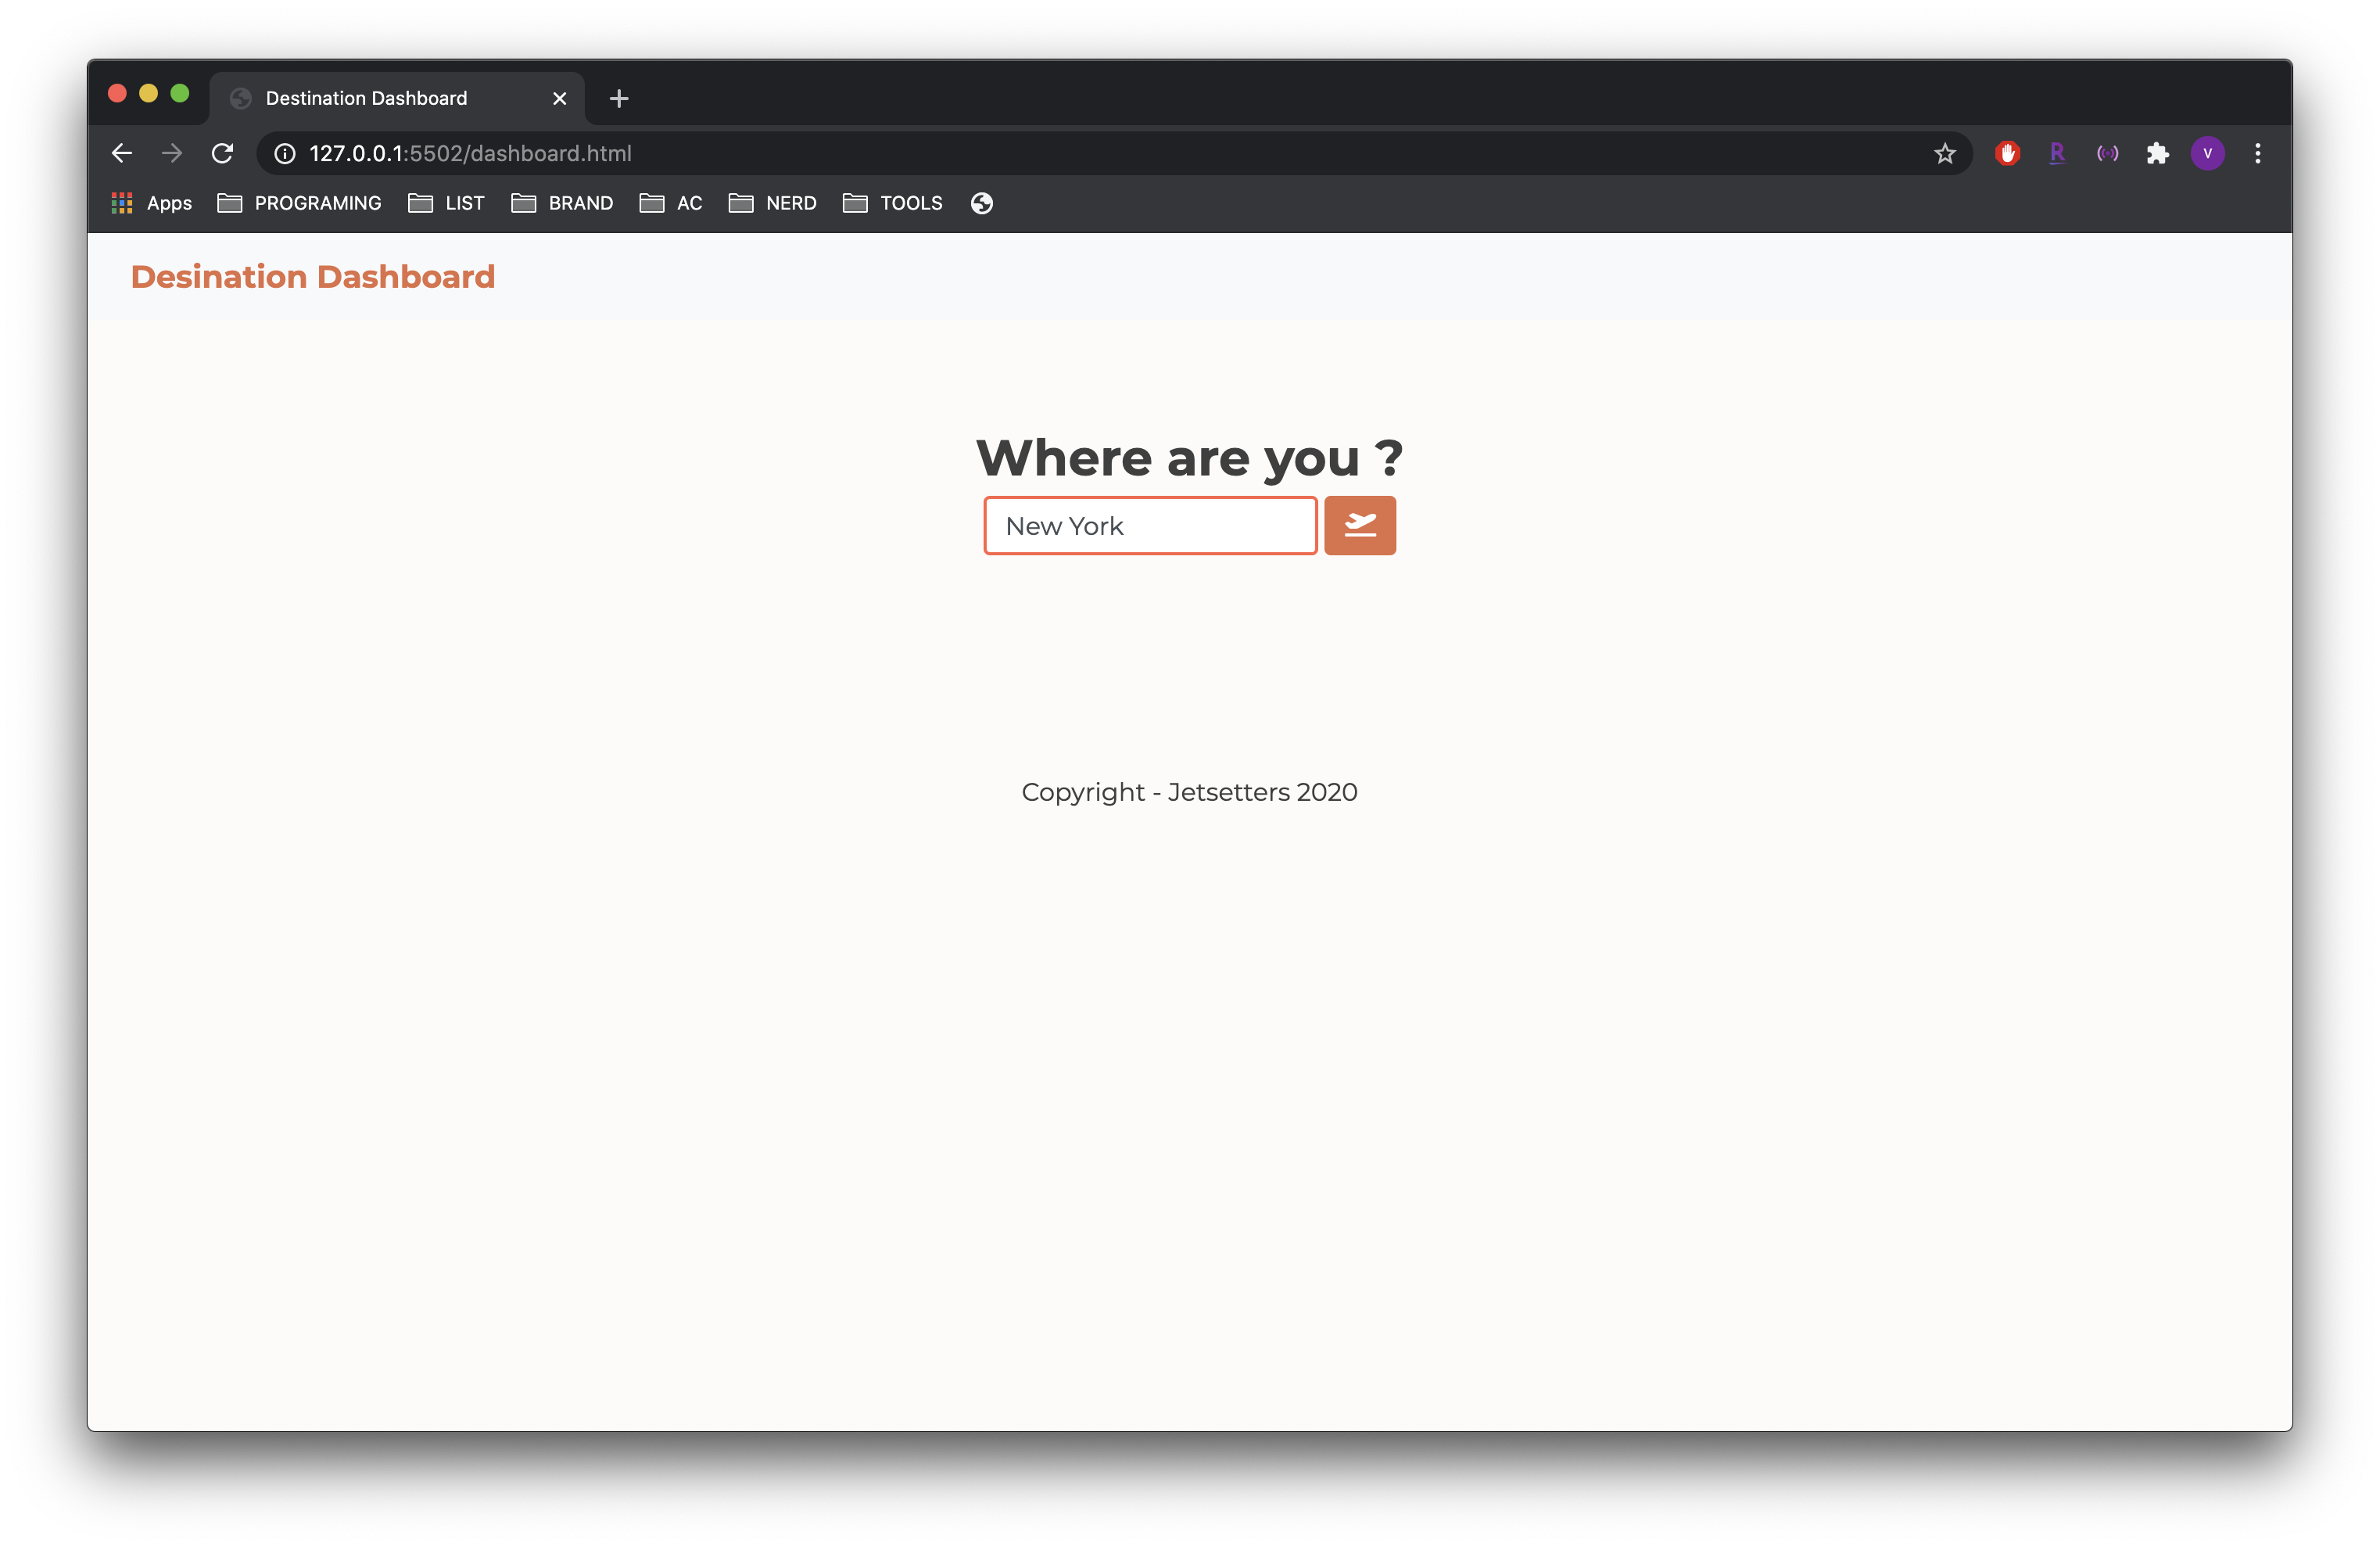 Destination Dashboard
127.0.0.1:5502/dashboard.html
R V
Apps PROGRAMING LIST BRAND AC NERD TOOLS
Desination Dashboard
Where are you ?
New York
Copyright - Jetsetters 2020